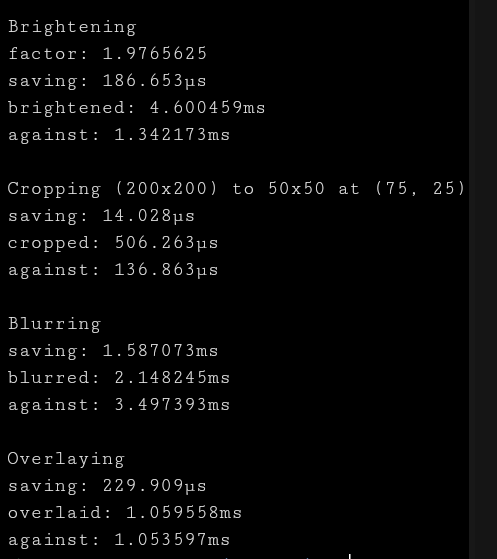 Brightening
factor: 1.9765625
saving: 186.653µs
brightened: 4.600459ms
against: 1.342173ms

Cropping (200x200) to 50x50 at (75, 25)
saving: 14.028µs
cropped: 506.263µs
against: 136.863µs

Blurring
saving: 1.587073ms
blurred: 2.148245ms
against: 3.497393ms

Overlaying
saving: 229.909µs
overlaid: 1.059558ms
against: 1.053597ms